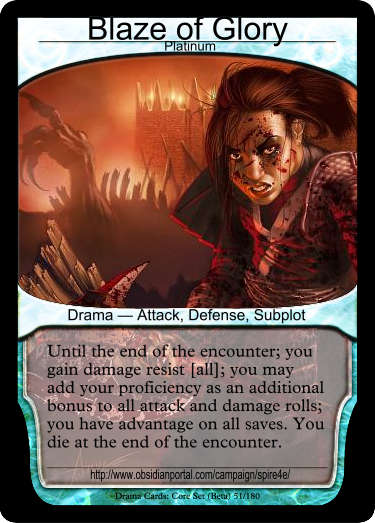 Blaze of Glory
Platinum
Drama — Attack, Defense, Subplot
Until the end of the encounter; you
gain damage resist [all]; you may
add your proficiency as an additional
bonus to all attack and damage rolls;
you have advantage on all saves. You
die at the end of the encounter.
http://www.obsidianportal.com/campaign/spire4e/
Drama Cards: Core Set (Beta) 51/180